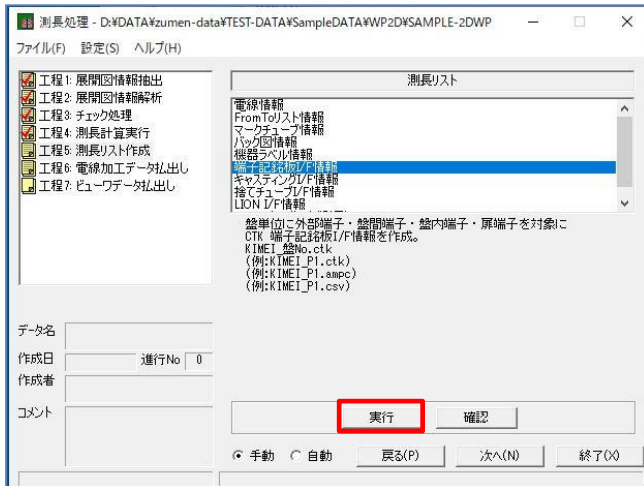 測長処理 - D:¥DATA¥zumen-data¥TEST-DATA¥SampleDATA¥WP2D¥SAMPLE-2DWP
ファイル(F) 設定(S) ヘルプ(H)
工程1: 展開図情報抽出
工程2: 展開図情報解析
工程3: チェック処理
工程4: 測長計算実行
工程5: 測長リスト作成
工程6: 電線加工データ払出し
工程7: ビューワデータ払出し
測長リスト
電線情報
FromToリスト情報
マークチューブ情報
バック図情報
機器ラベル情報
端子記銘板I/F情報
キャスティングI/F情報
捨てチューブI/F情報
LION I/F情報
盤単位に外部端子・盤間端子・盤内端子・扉端子を対象に
CTK 端子記銘板I/F情報を作成。
KIMEI_盤No.ctk
(例:KIMEI_P1.ctk)
(例:KIMEI_P1.ampc)
(例:KIMEI_P1.csv)
データ名
作成日 進行No 0
作成者
コメント
実行 確認
手動 自動 戻る(P) 次へ(N) 終了(X)